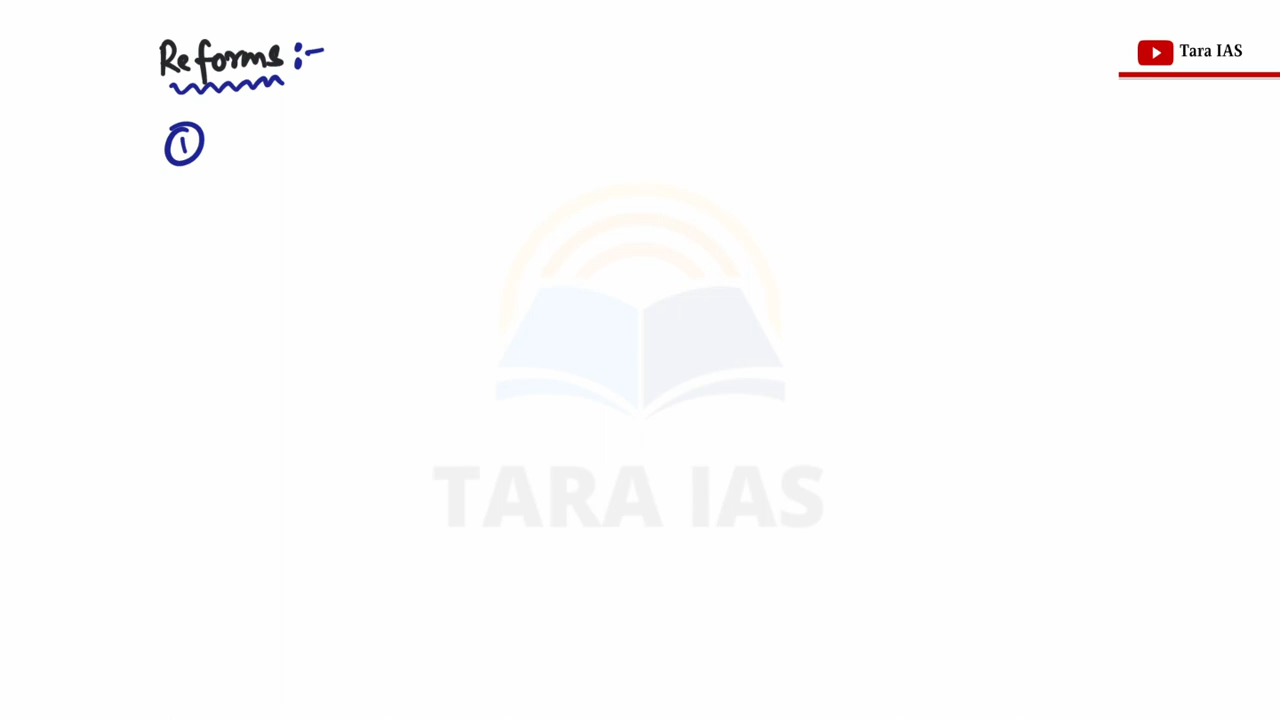 Reforms :-
Tara IAS
①
TARA IAS